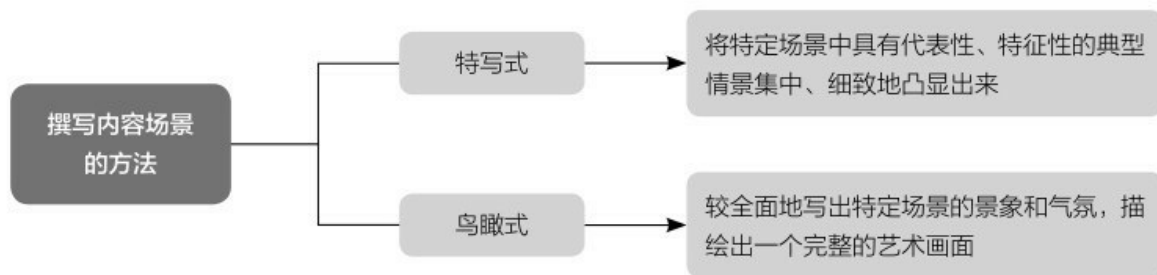 撰写内容场景
的方法
特写式
将特定场景中具有代表性、特征性的典型
情景集中、细致地凸显出来
鸟瞰式
较全面地写出特定场景的景象和气氛，描
绘出一个完整的艺术画面